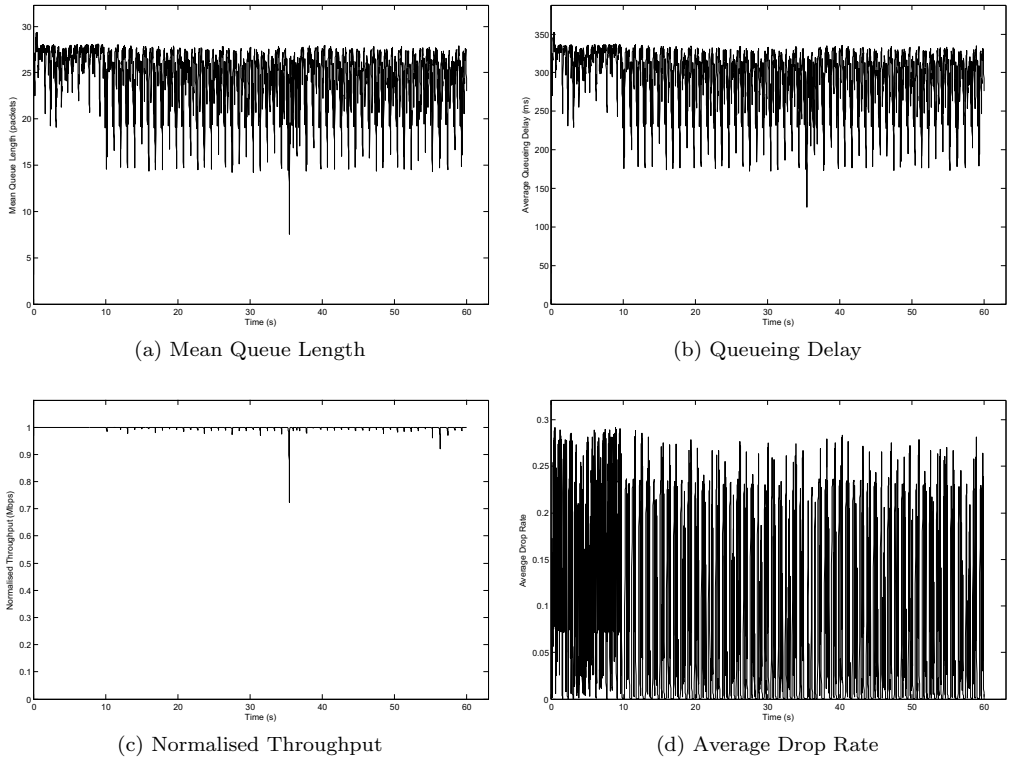 30
25
20
15
10
5
0
0 10 20 30 40 50 60
Mean Queue Length (packets)
Time (s)
(a) Mean Queue Length
350
300
250
200
150
100
50
0
0 10 20 30 40 50 60
Average Queueing Delay (ms)
Time (s)
(b) Queueing Delay
1
0.9
0.8
0.7
0.6
0.5
0.4
0.3
0.2
0.1
0
0 10 20 30 40 50 60
Normalised Throughput (Mbps)
Time (s)
(c) Normalised Throughput
0.3
0.25
0.2
0.15
0.1
0.05
0
0 10 20 30 40 50 60
Average Drop Rate
Time (s)
(d) Average Drop Rate